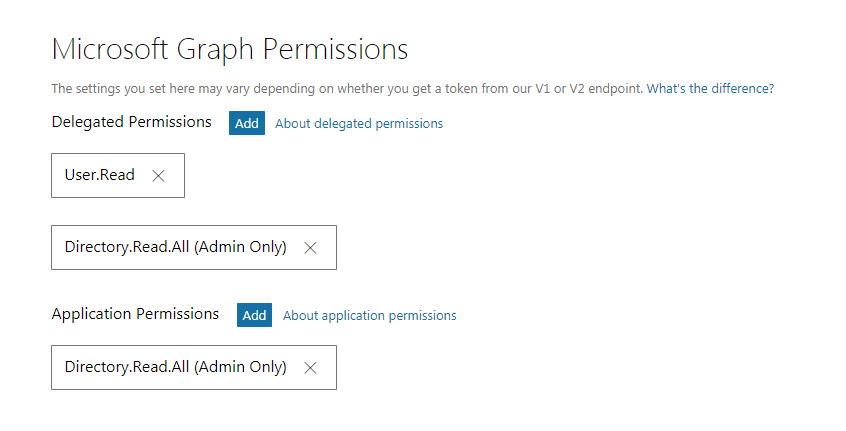 Microsoft Graph Permissions
The settings you set here may vary depending on whether you get a token from our V1 or V2 endpoint. What's the difference?
Delegated Permissions Add About delegated permissions
User.Read
Directory.Read.All (Admin Only)
Application Permissions Add About application permissions
Directory.Read.All (Admin Only)